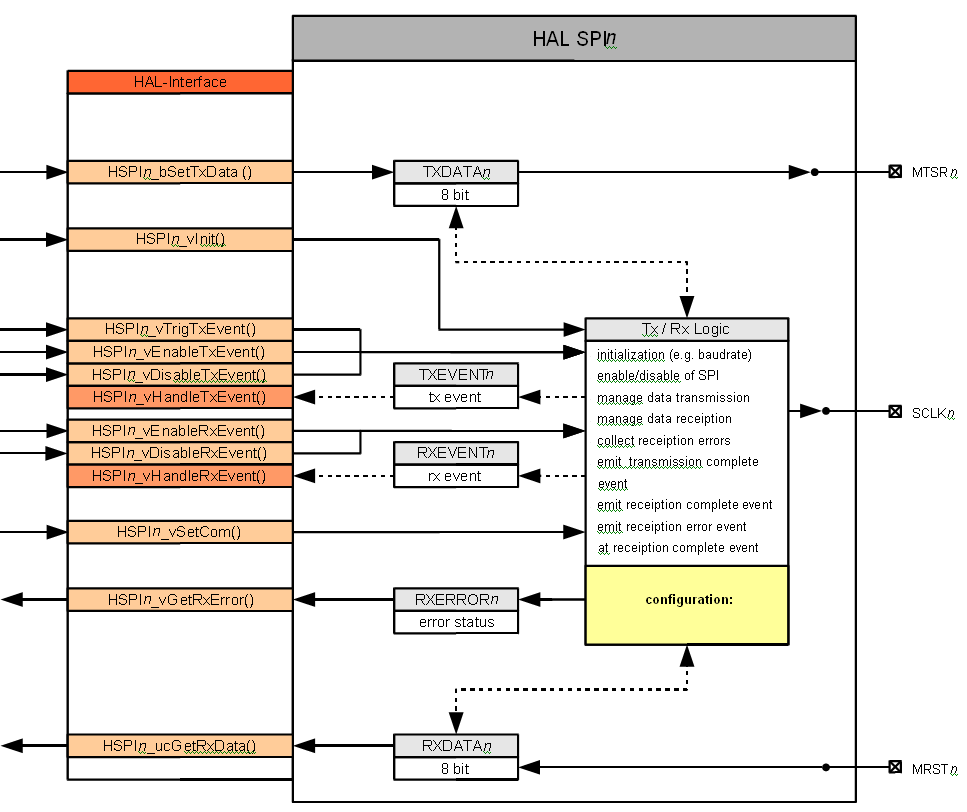 HAL SPIn
HAL-Interface
HSPIn_bSetTxData ()
TXDATAn
8 bit
MTSRn
HSPIn_vInit()
HSPIn_vTrigTxEvent()
HSPIn_vEnableTxEvent()
HSPIn_vDisableTxEvent()
HSPIn_vHandleTxEvent()
TXEVENTn
tx event
HSPIn_vEnableRxEvent()
HSPIn_vDisableRxEvent()
HSPIn_vHandleRxEvent()
RXEVENTn
rx event
Tx / Rx Logic
initialization (e.g. baudrate)
enable/disable of SPI
manage data transmission
manage data receiption
collect receiption errors
emit transmission complete
event
emit receiption complete event
emit receiption error event
at receiption complete event
configuration:
SCLKn
HSPIn_vSetCom()
HSPIn_vGetRxError()
RXERRORn
error status
HSPIn_ucGetRxData()
RXDATAn
8 bit
MRSTn